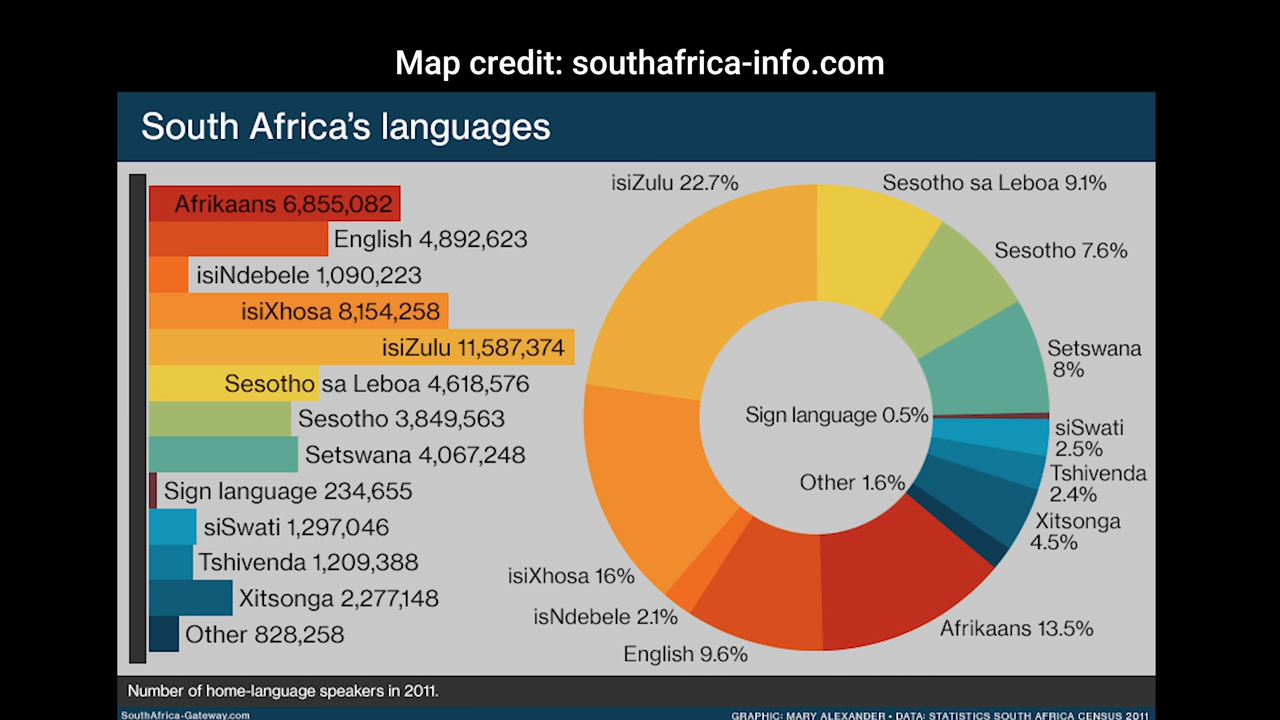 Map credit: southafrica-info.com
South Africa's languages
Afrikaans 6,855,082
English 4,892,623
isiNdebele 1,090,223
isiXhosa 8,154,258
isiZulu 11,587,374
Sesotho sa Leboa 4,618,576
Sesotho 3,849,563
Setswana 4,067,248
Sign language 234,655
siSwati 1,297,046
Tshivenda 1,209,388
Xitsonga 2,277,148
Other 828,258
isiZulu 22.7%
Sesotho sa Leboa 9.1%
Sesotho 7.6%
Setswana
8%
Sign language 0.5%
siSwati
2.5%
Tshivenda
2.4%
Other 1.6%
Xitsonga
4.5%
isiXhosa 16%
isNdebele 2.1%
English 9.6%
Afrikaans 13.5%
Number of home-language speakers in 2011.
SouthAfrica-Gateway.com
GRAPHIC: MARY ALEXANDER • DATA: STATISTICS SOUTH AFRICA CENSUS 2011